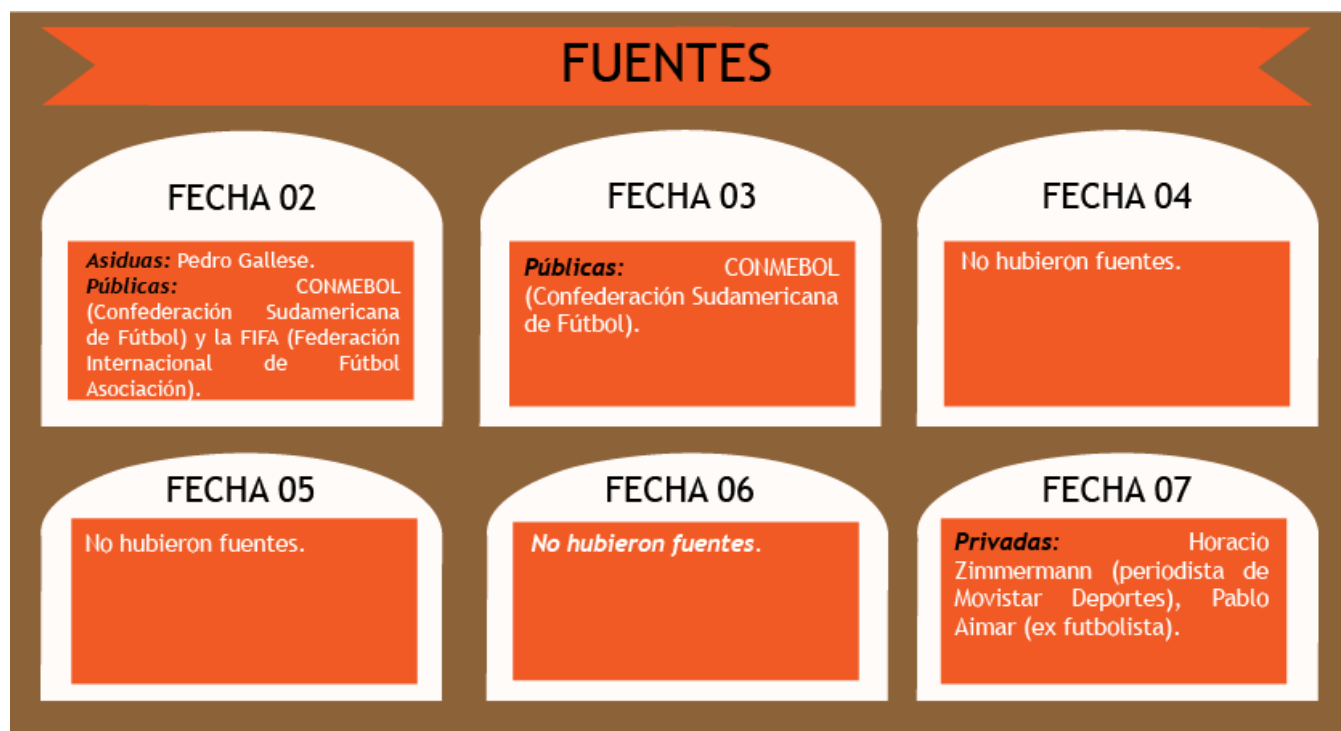 FUENTES
FECHA 02
Asiduas: Pedro Gallese.
Públicas: CONMEBOL
(Confederación Sudamericana
de Fútbol) y la FIFA (Federación
Internacional de Fútbol
Asociación).
FECHA 03
Públicas: CONMEBOL
(Confederación Sudamericana
de Fútbol).
FECHA 04
No hubieron fuentes.
FECHA 05
No hubieron fuentes.
FECHA 06
No hubieron fuentes.
FECHA 07
Privadas: Horacio
Zimmermann (periodista de
Movistar Deportes), Pablo
Aimar (ex futbolista).